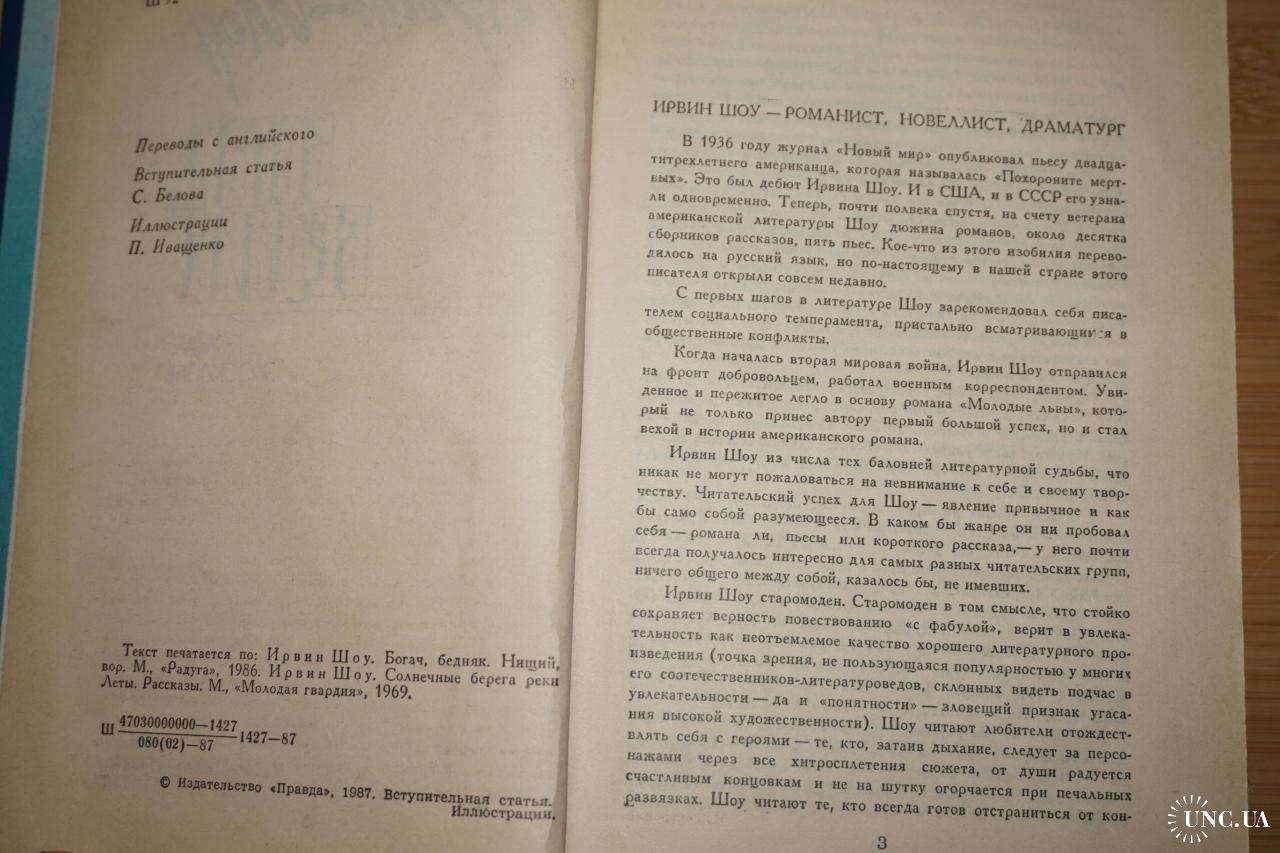 Ш 92
Переводы с английского
Вступительная статья
С. Белова
Иллюстрации
П. Иващенко
Текст печатается по: Ирвин Шоу. Богач, бедняк. Нищий,
вор. М., «Радуга», 1986. Ирвин Шоу. Солнечные берега реки
Леты. Рассказы. М., «Молодая гвардия», 1969.
Ш 47030000000—1427
080(02)—87 1427—87
© Издательство «Правда», 1987. Вступительная статья.
Иллюстрации.
ИРВИН ШОУ — РОМАНИСТ, НОВЕЛЛИСТ, ДРАМАТУРГ
В 1936 году журнал «Новый мир» опубликовал пьесу двадца-
титрехлетнего американца, которая называлась «Похороните мерт-
вых». Это был дебют Ирвина Шоу. И в США, и в СССР его узна-
ли одновременно. Теперь, почти полвека спустя, на счету ветерана
американской литературы Шоу дюжина романов, около десятка
сборников рассказов, пять пьес. Кое-что из этого изобилия перево-
дилось на русский язык, но по-настоящему в нашей стране этого
писателя открыли совсем недавно.
С первых шагов в литературе Шоу зарекомендовал себя писа-
телем социального темперамента, пристально всматривающимся в
общественные конфликты.
Когда началась вторая мировая война, Ирвин Шоу отправился
на фронт добровольцем, работал военным корреспондентом. Уви-
денное и пережитое легло в основу романа «Молодые львы», кото-
рый не только принес автору первый большой успех, но и стал
вехой в истории американского романа.
Ирвин Шоу из числа тех баловней литературной судьбы, что
никак не могут пожаловаться на невнимание к себе и своему твор-
честву. Читательский успех для Шоу — явление привычное и как
бы само собой разумеющееся. В каком бы жанре он ни пробовал
себя — романа ли, пьесы или короткого рассказа,— у него почти
всегда получалось интересно для самых разных читательских групп,
ничего общего между собой, казалось бы, не имевших.
Ирвин Шоу старомоден. Старомоден в том смысле, что стойко
сохраняет верность повествованию «с фабулой», верит в увлека-
тельность как неотъемлемое качество хорошего литературного про-
изведения (точка зрения, не пользующаяся популярностью у многих
его соотечественников-литературоведов, склонных видеть подчас в
увлекательности — да и «понятности» — зловещий признак угаса-
ния высокой художественности). Шоу читают любители отождест-
влять себя с героями — те, кто, затаив дыхание, следует за персо-
нажами через все хитросплетения сюжета, от души радуется
счастливым концовкам и не на шутку огорчается при печальных
развязках. Шоу читают те, кто всегда готов отстраниться от кон-
3
UNC.UA